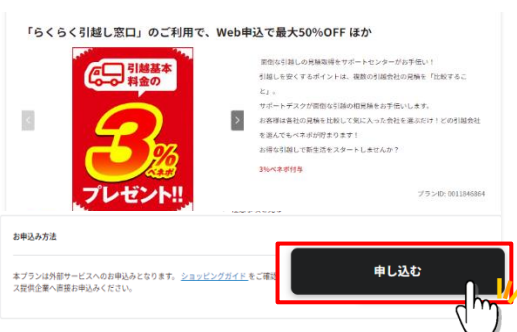 「らくらく引越し窓口」のご利用で、Web申込で最大50%OFF ほか
引越基本
料金の
3%
ベネポ
プレゼント!!
面倒な引越しの見積取得をサポートセンターがお手伝い!
引越しを安くするポイントは、複数の引越会社の見積を「比較するこ
と」。
サポートデスクが面倒な引越の相見積をお手伝いします。
お客様は各社の見積を比較して気に入った会社を選ぶだけ!どの引越会社
を選んでもベネポが貯まります!
お得な引越しで新生活をスタートしませんか?
3%ベネポ付与
プランID: 0011846864
お申込み方法
本プランは外部サービスへのお申込みとなります。 ショッピングガイド をご確認
ス提供企業へ直接お申込みください。
申し込む